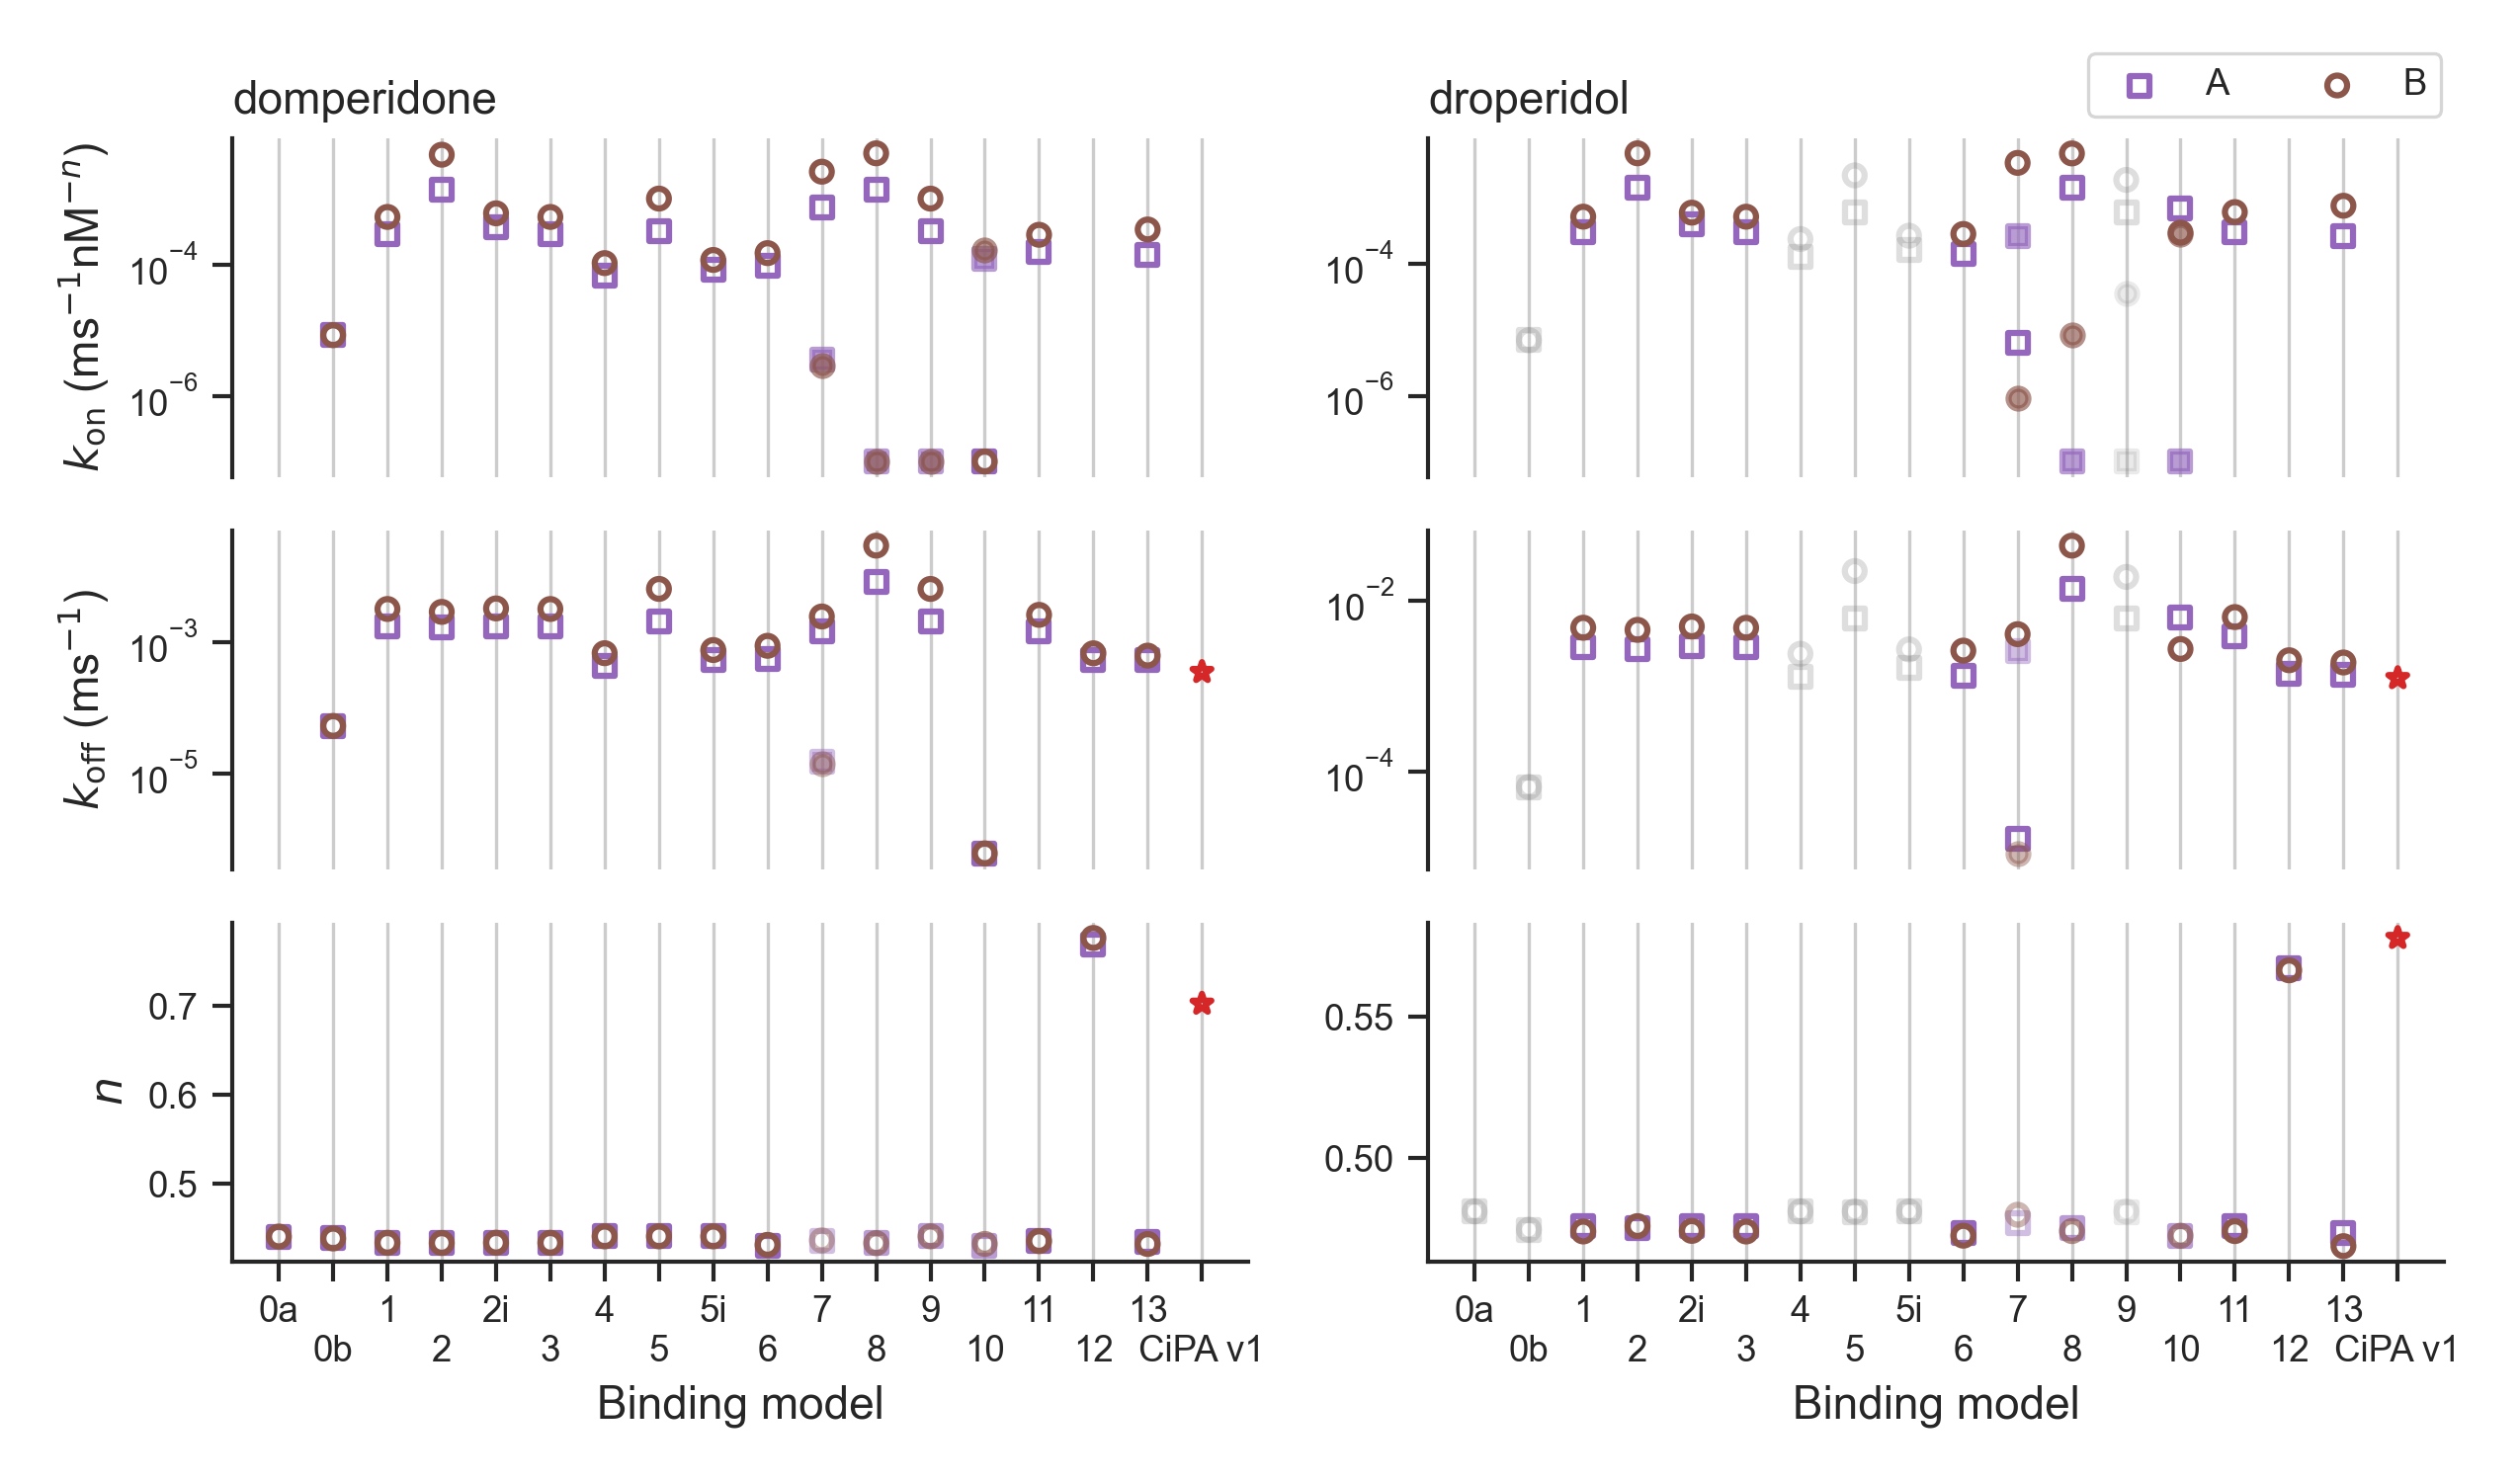 A B
domperidone
droperidol
k_on (ms⁻¹nM⁻ⁿ)
10⁻⁴
10⁻⁶
10⁻⁴
10⁻⁶
k_off (ms⁻¹)
10⁻³
10⁻⁵
10⁻²
10⁻⁴
n
0.7
0.6
0.5
0.55
0.50
0a 1 2i 3 4 5i 7 9 11 13
0b 2 3 5 6 8 10 12 CiPA v1
Binding model
0a 1 2i 4 5i 7 9 11 13
0b 2 3 5 6 8 10 12 CiPA v1
Binding model